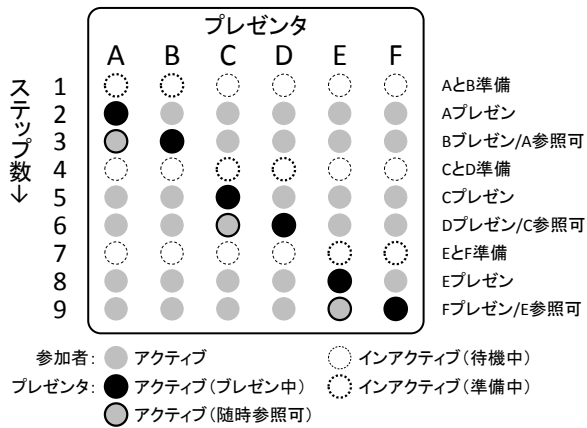 プレゼンタ
A B C D E F
ステップ数→
1 AとB準備
2 Aプレゼン
3 Bプレゼン/A参照可
4 CとD準備
5 Cプレゼン
6 Dプレゼン/C参照可
7 EとF準備
8 Eプレゼン
9 Fプレゼン/E参照可
参加者: アクティブ インアクティブ(待機中)
プレゼンタ: アクティブ(プレゼン中) インアクティブ(準備中)
アクティブ(随時参照可)